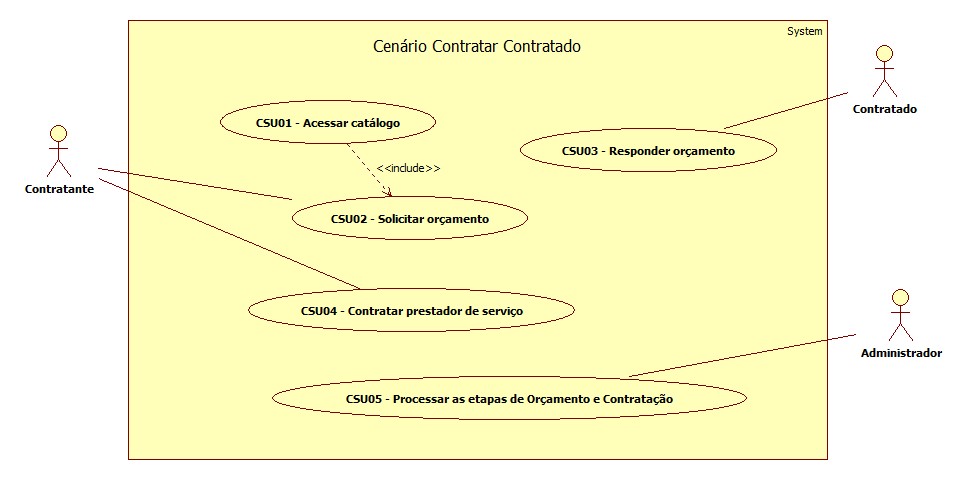 System
Cenário Contratar Contratado
Contratado
CSU01 - Acessar catálogo
CSU03 - Responder orçamento
<<include>>
Contratante
CSU02 - Solicitar orçamento
CSU04 - Contratar prestador de serviço
Administrador
CSU05 - Processar as etapas de Orçamento e Contratação